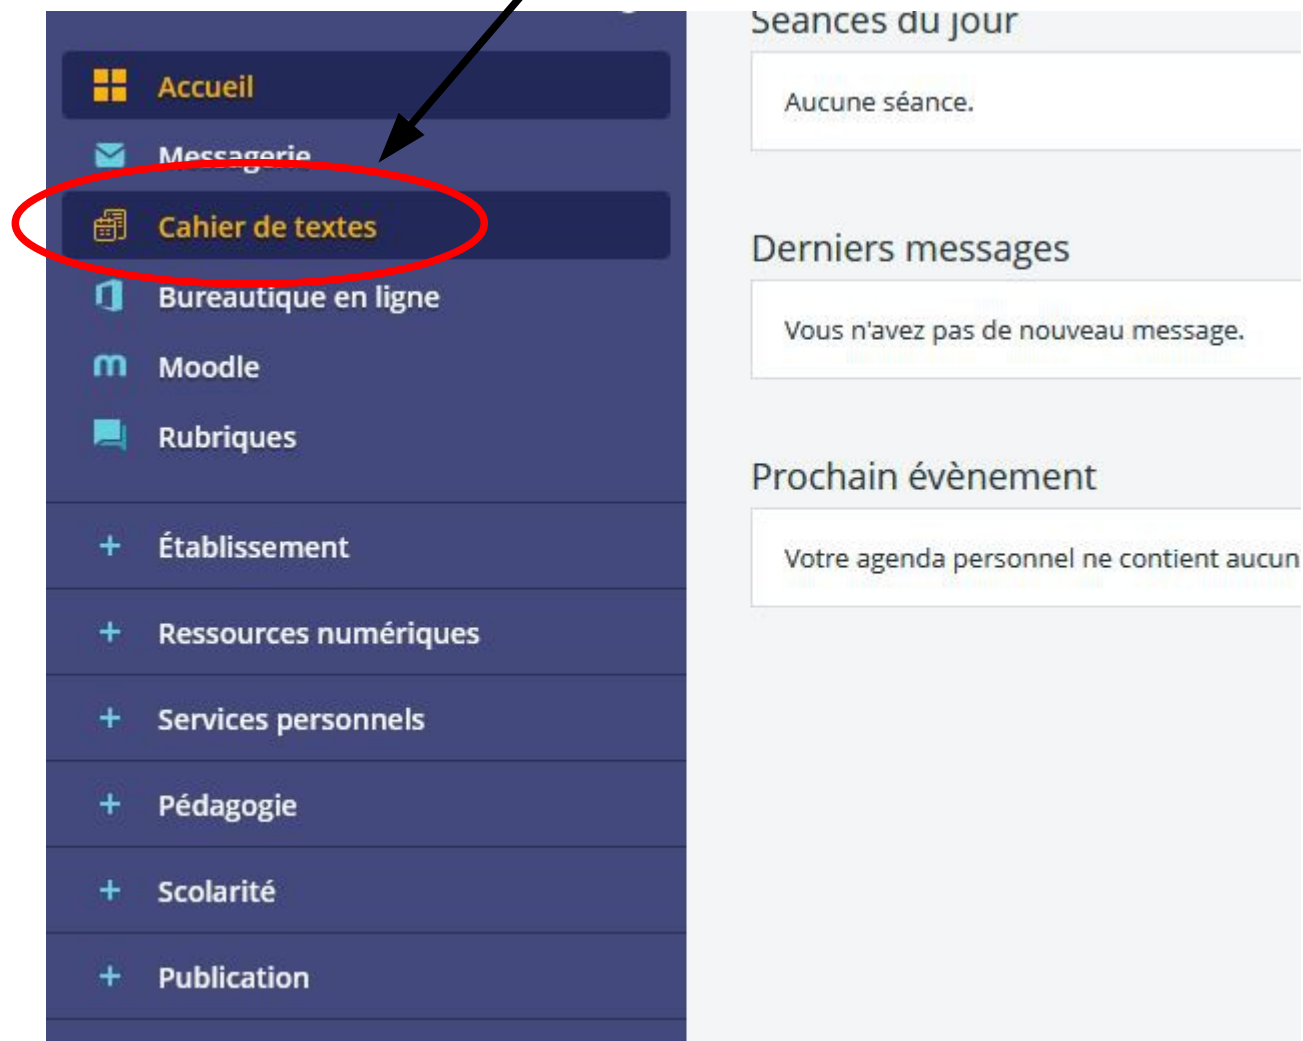 Accueil
Messagerie
Cahier de textes
Bureautique en ligne
Moodle
Rubriques
Établissement
Ressources numériques
Services personnels
Pédagogie
Scolarité
Publication
Séances du jour
Aucune séance.
Derniers messages
Vous n'avez pas de nouveau message.
Prochain évènement
Votre agenda personnel ne contient aucun